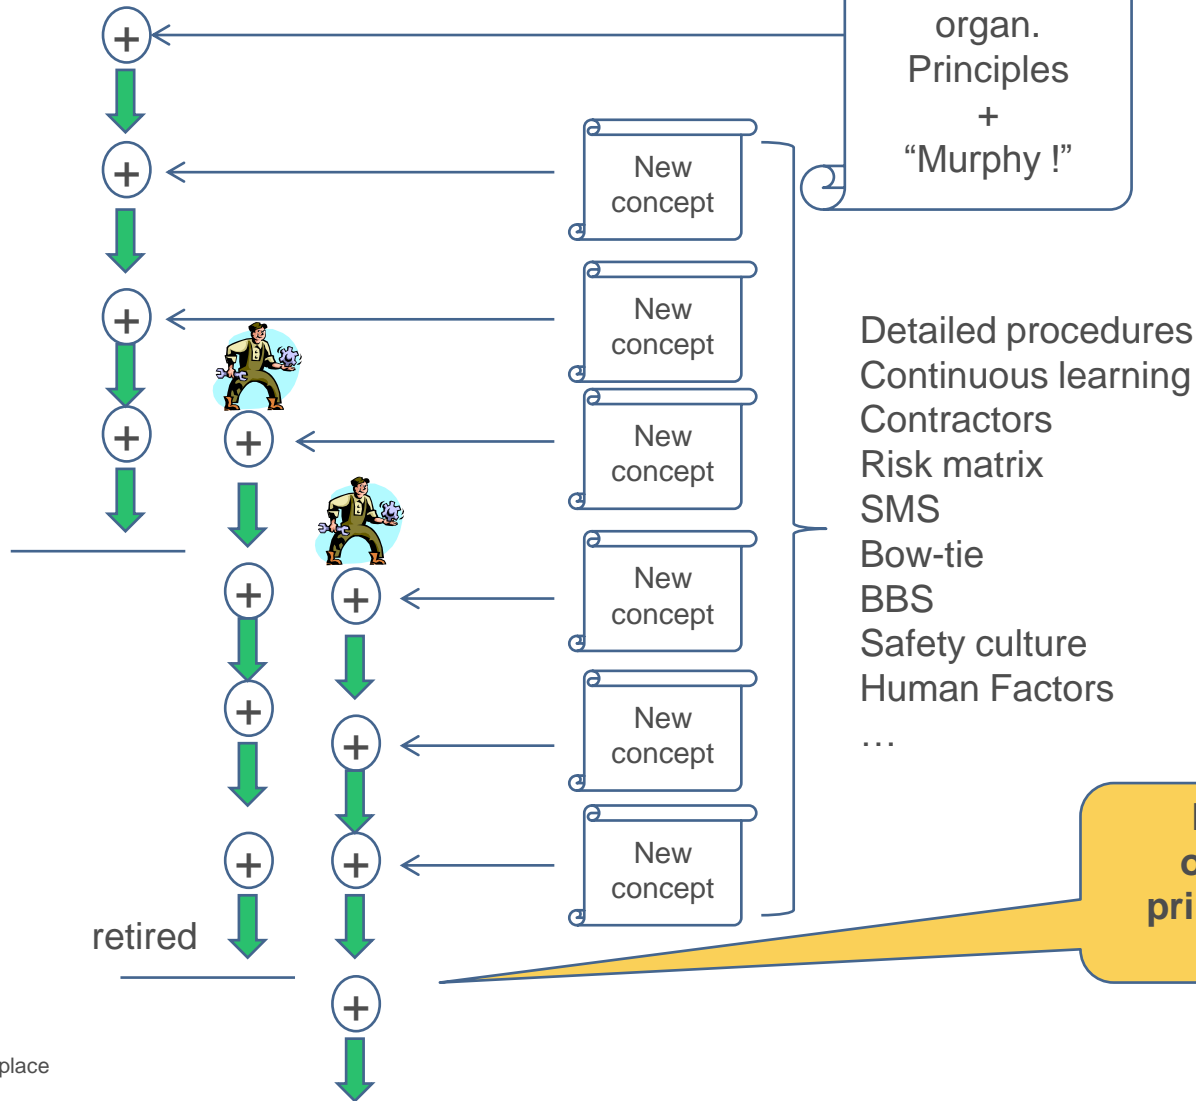 organ.
Principles
+
“Murphy !”
+
+
New
concept
+
New
concept
+
+
New
concept
Detailed procedures
Continuous learning
Contractors
Risk matrix
SMS
Bow-tie
BBS
Safety culture
Human Factors
…
+
+
New
concept
+
+
New
concept
+
+
New
concept
pri
retired
+
place